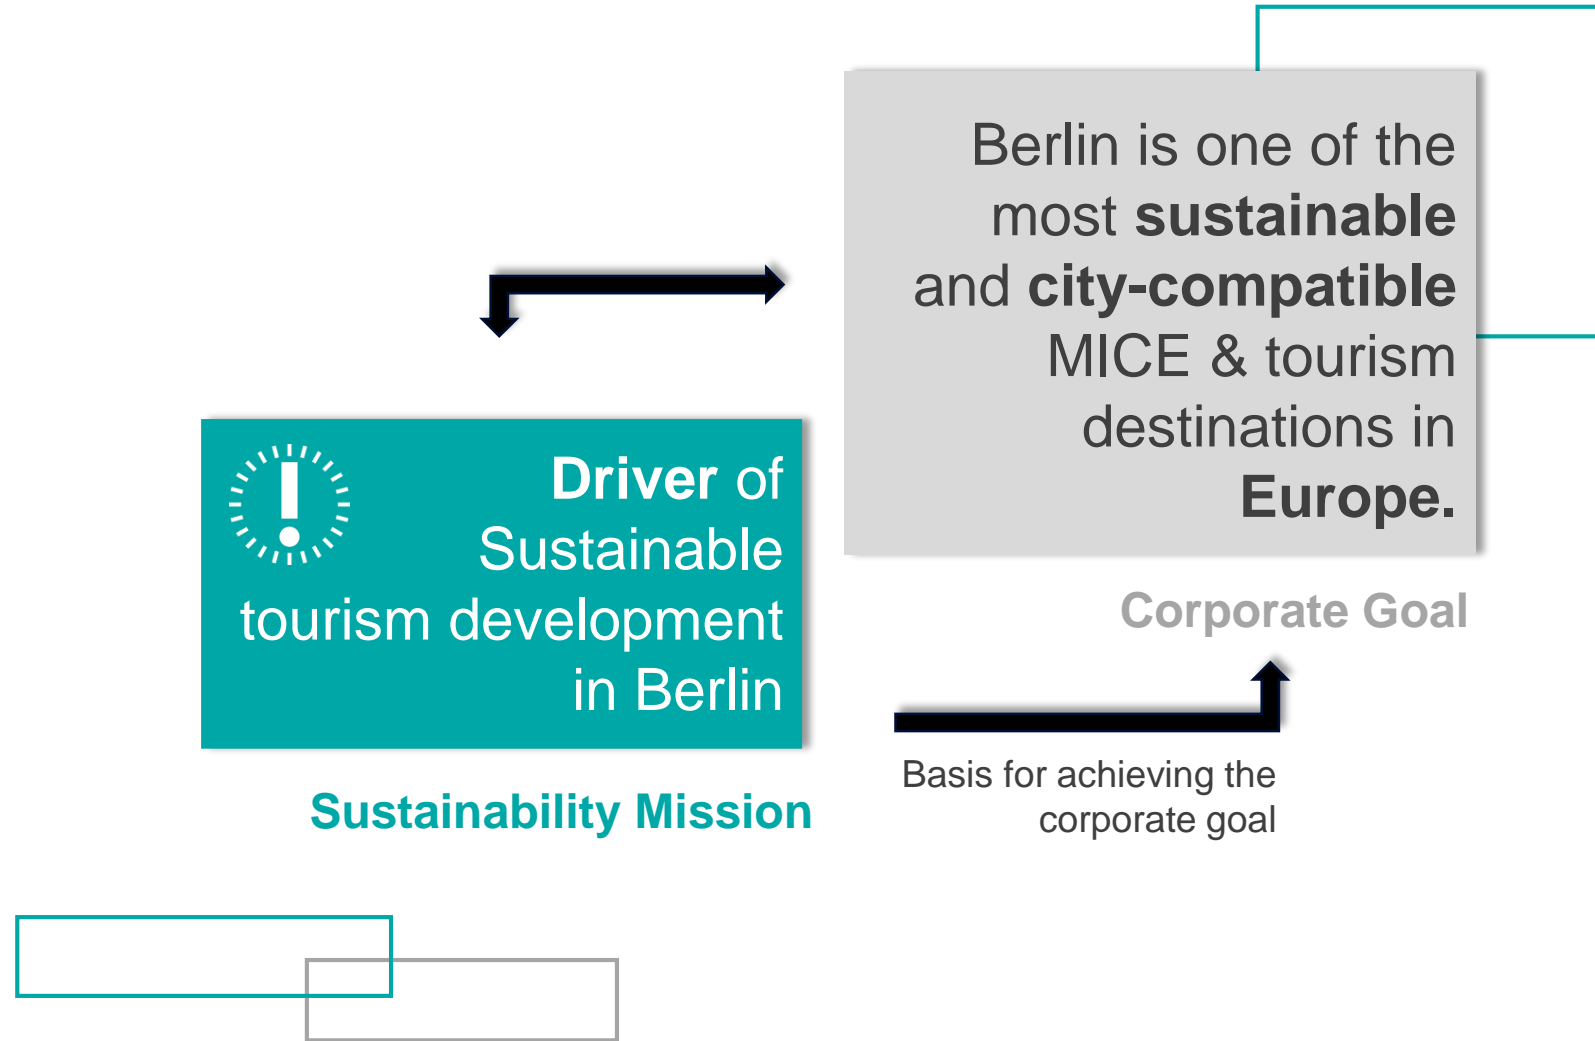 Berlin is one of the
most sustainable
and city-compatible
MICE & tourism
destinations in
Europe.
Corporate Goal
Driver of
Sustainable
tourism development
in Berlin
Sustainability Mission
Basis for achieving the
corporate goal